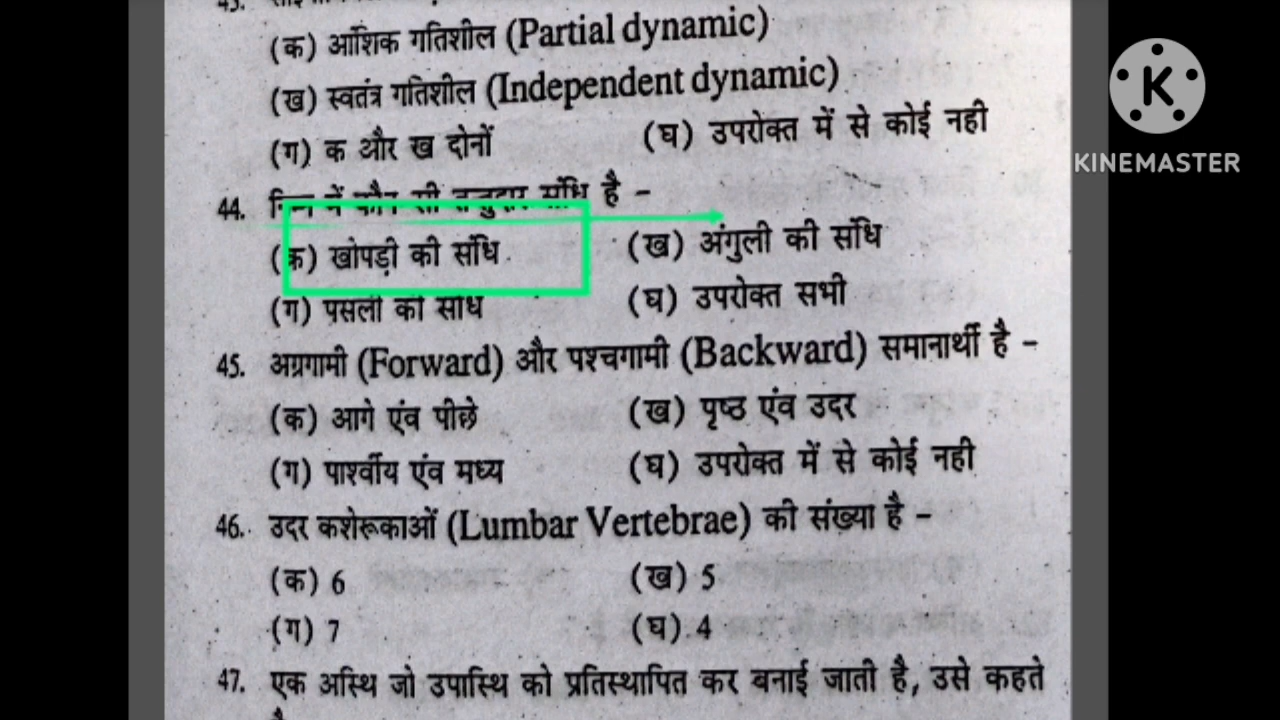 (क) आंशिक गतिशील (Partial dynamic)
(ख) स्वतंत्र गतिशील (Independent dynamic)
(ग) क और ख दोनों (घ) उपरोक्त में से कोई नही
44. में कौन सी संधि है -
(क) खोपड़ी की संधि (ख) अंगुली की संधि
(ग) पसली की संधि (घ) उपरोक्त सभी
45. अग्रगामी (Forward) और पश्चगामी (Backward) समानार्थी है -
(क) आगे एंव पीछे (ख) पृष्ठ एंव उदर
(ग) पार्श्वीय एंव मध्य (घ) उपरोक्त में से कोई नही
46. उदर कशेरूकाओं (Lumbar Vertebrae) की संख्या है -
(क) 6 (ख) 5
(ग) 7 (घ) 4
47. एक अस्थि जो उपास्थि को प्रतिस्थापित कर बनाई जाती है, उसे कहते
K
KINEMASTER